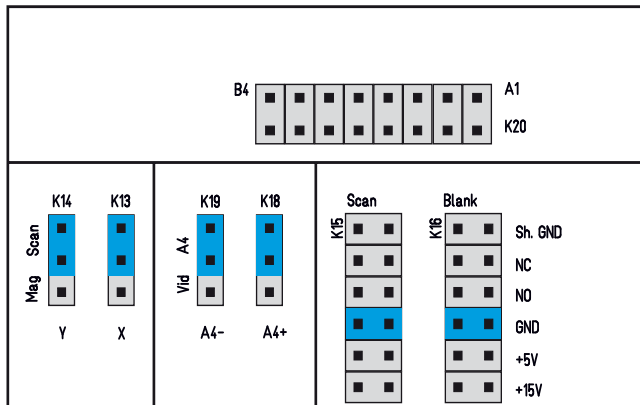 B4
A1
K20
K14 K13
Scan
Mag
Y X
K19 K18
A4
Vid
A4- A4+
Scan Blank
K15 K16
Sh. GND
NC
NO
GND
+5V
+15V